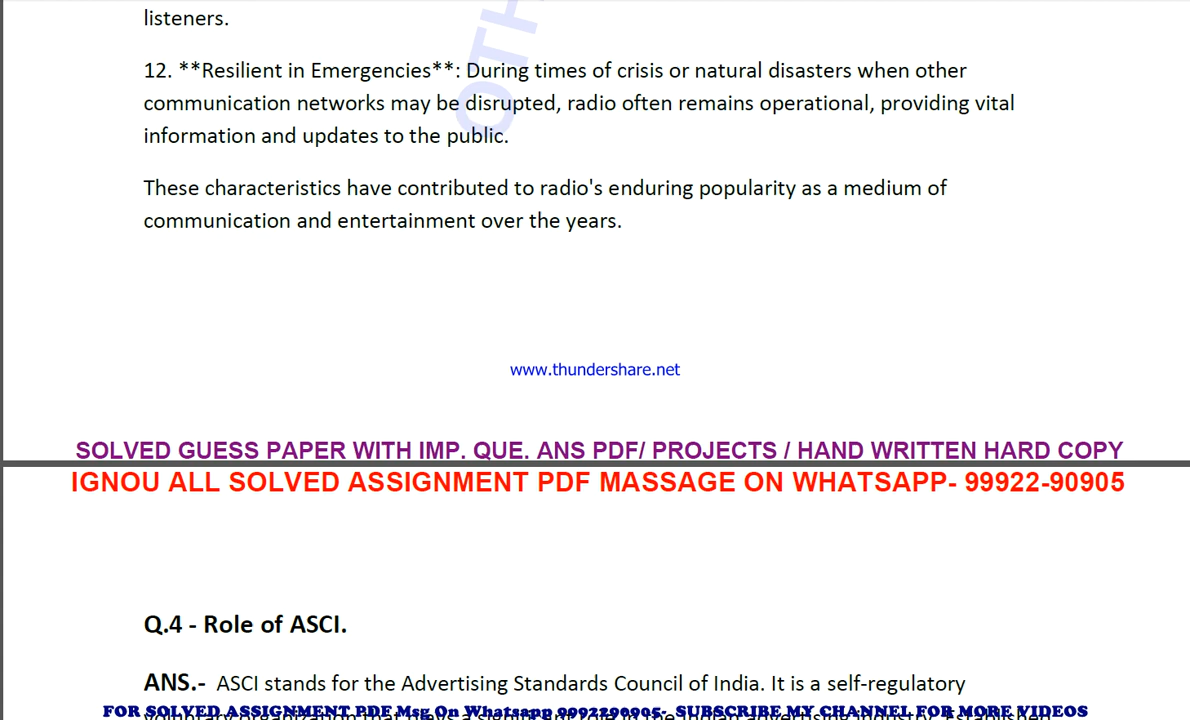 listeners.
12. **Resilient in Emergencies**: During times of crisis or natural disasters when other
communication networks may be disrupted, radio often remains operational, providing vital
information and updates to the public.
These characteristics have contributed to radio's enduring popularity as a medium of
communication and entertainment over the years.
OTH
www.thundershare.net
SOLVED GUESS PAPER WITH IMP. QUE. ANS PDF/ PROJECTS / HAND WRITTEN HARD COPY
IGNOU ALL SOLVED ASSIGNMENT PDF MASSAGE ON WHATSAPP- 99922-90905
Q.4 - Role of ASCI.
ANS.- ASCI stands for the Advertising Standards Council of India. It is a self-regulatory
FOR SOLVED ASSIGNMENT PDF Msg On Whatsapp 9992290905- SUBSCRIBE MY CHANNEL FOR MORE VIDEOS